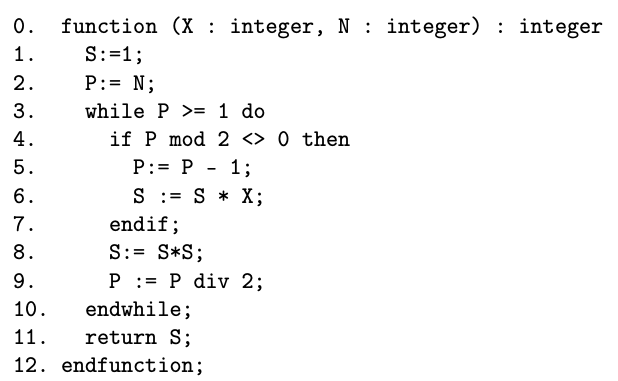 0. function (X : integer, N : integer) : integer
1. S:=1;
2. P:= N;
3. while P >= 1 do
4. if P mod 2 <> 0 then
5. P:= P - 1;
6. S := S * X;
7. endif;
8. S:= S*S;
9. P := P div 2;
10. endwhile;
11. return S;
12. endfunction;